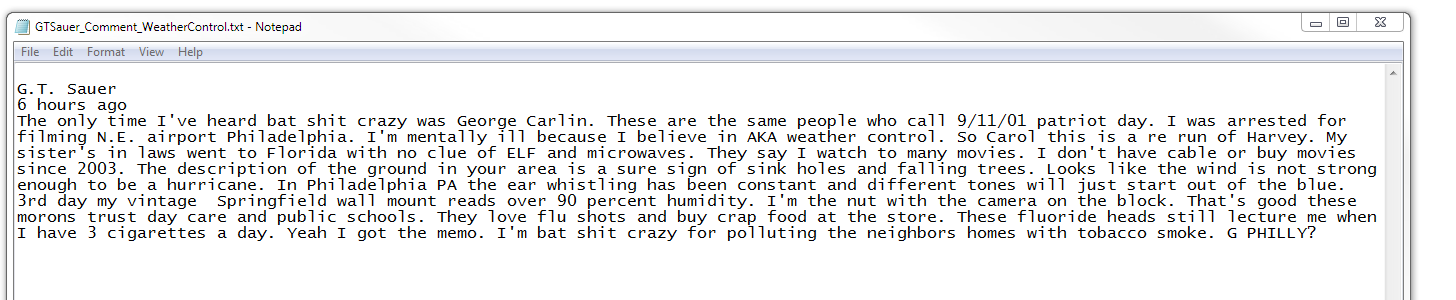 GTSauer_Comment_WeatherControl.txt - Notepad
File Edit Format View Help
G.T. Sauer
6 hours ago
The only time I've heard bat shit crazy was George Carlin. These are the same people who call 9/11/01 patriot day. I was arrested for
filming N.E. airport Philadelphia. I'm mentally ill because I believe in AKA weather control. So Carol this is a re run of Harvey. My
sister's in laws went to Florida with no clue of ELF and microwaves. They say I watch to many movies. I don't have cable or buy movies
since 2003. The description of the ground in your area is a sure sign of sink holes and falling trees. Looks like the wind is not strong
enough to be a hurricane. In Philadelphia PA the ear whistling has been constant and different tones will just start out of the blue.
3rd day my vintage  Springfield wall mount reads over 90 percent humidity. I'm the nut with the camera on the block. That's good these
morons trust day care and public schools. They love flu shots and buy crap food at the store. These fluoride heads still lecture me when
I have 3 cigarettes a day. Yeah I got the memo. I'm bat shit crazy for polluting the neighbors homes with tobacco smoke. G PHILLY?